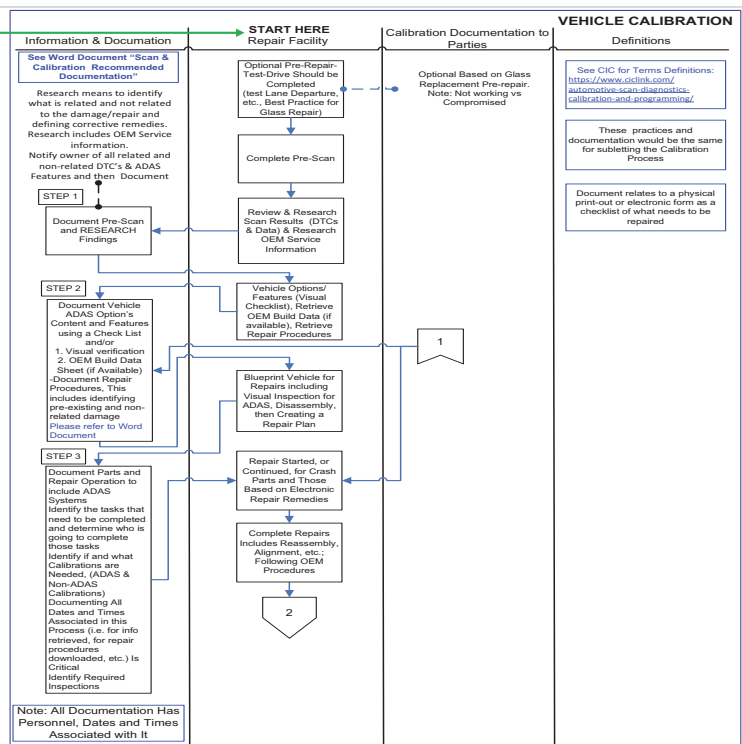 VEHICLE CALIBRATION
Information & Documentation
START HERE
Repair Facility
Calibration Documentation to
Parties
Definitions
See Word Document “Scan &
Calibration Recommended
Documentation”
Research means to identify
what is related and not related
to the damage/repair and
defining corrective remedies.
Research includes OEM Service
information.
Notify owner of all related and
non-related DTC’s & ADAS
Features and then Document
STEP 1
Document Pre-Scan
and RESEARCH
Findings
STEP 2
Document Vehicle
ADAS Option’s
Content and Features
using a Check List
and/or
1. Visual verification
2. OEM Build Data
Sheet (if Available)
-Document Repair
Procedures, This
includes identifying
pre-existing and non-
related damage
Please refer to Word
Document
STEP 3
Document Parts and
Repair Operation to
include ADAS
Systems
Identify the tasks that
need to be completed
and determine who is
going to complete
those tasks
Identify if and what
Calibrations are
Needed, (ADAS &
Non-ADAS
Calibrations)
Documenting All
Dates and Times
Associated in this
Process (i.e. for info
retrieved, for repair
procedures
downloaded, etc.) Is
Critical
Identify Required
Inspections
Note: All Documentation Has
Personnel, Dates and Times
Associated with It
Optional Pre-Repair-
Test-Drive Should be
Completed
(test Lane Departure,
etc., Best Practice for
Glass Repair)
Complete Pre-Scan
Review & Research
Scan Results (DTCs
& Data) & Research
OEM Service
Information
Vehicle Options/
Features (Visual
Checklist), Retrieve
OEM Build Data (if
available), Retrieve
Repair Procedures
Blueprint Vehicle for
Repairs including
Visual Inspection for
ADAS, Disassembly,
then Creating a
Repair Plan
Repair Started, or
Continued, for Crash
Parts and Those
Based on Electronic
Repair Remedies
Complete Repairs
Includes Reassembly,
Alignment, etc.;
Following OEM
Procedures
2
Optional Based on Glass
Replacement Pre-repair.
Note: Not working vs
Compromised
1
See CIC for Terms Definitions:
https://www.ciclink.com/
automotive-scan-diagnostics-
calibration-and-programming/
These practices and
documentation would be the same
for subletting the Calibration
Process
Document relates to a physical
print-out or electronic form as a
checklist of what needs to be
repaired